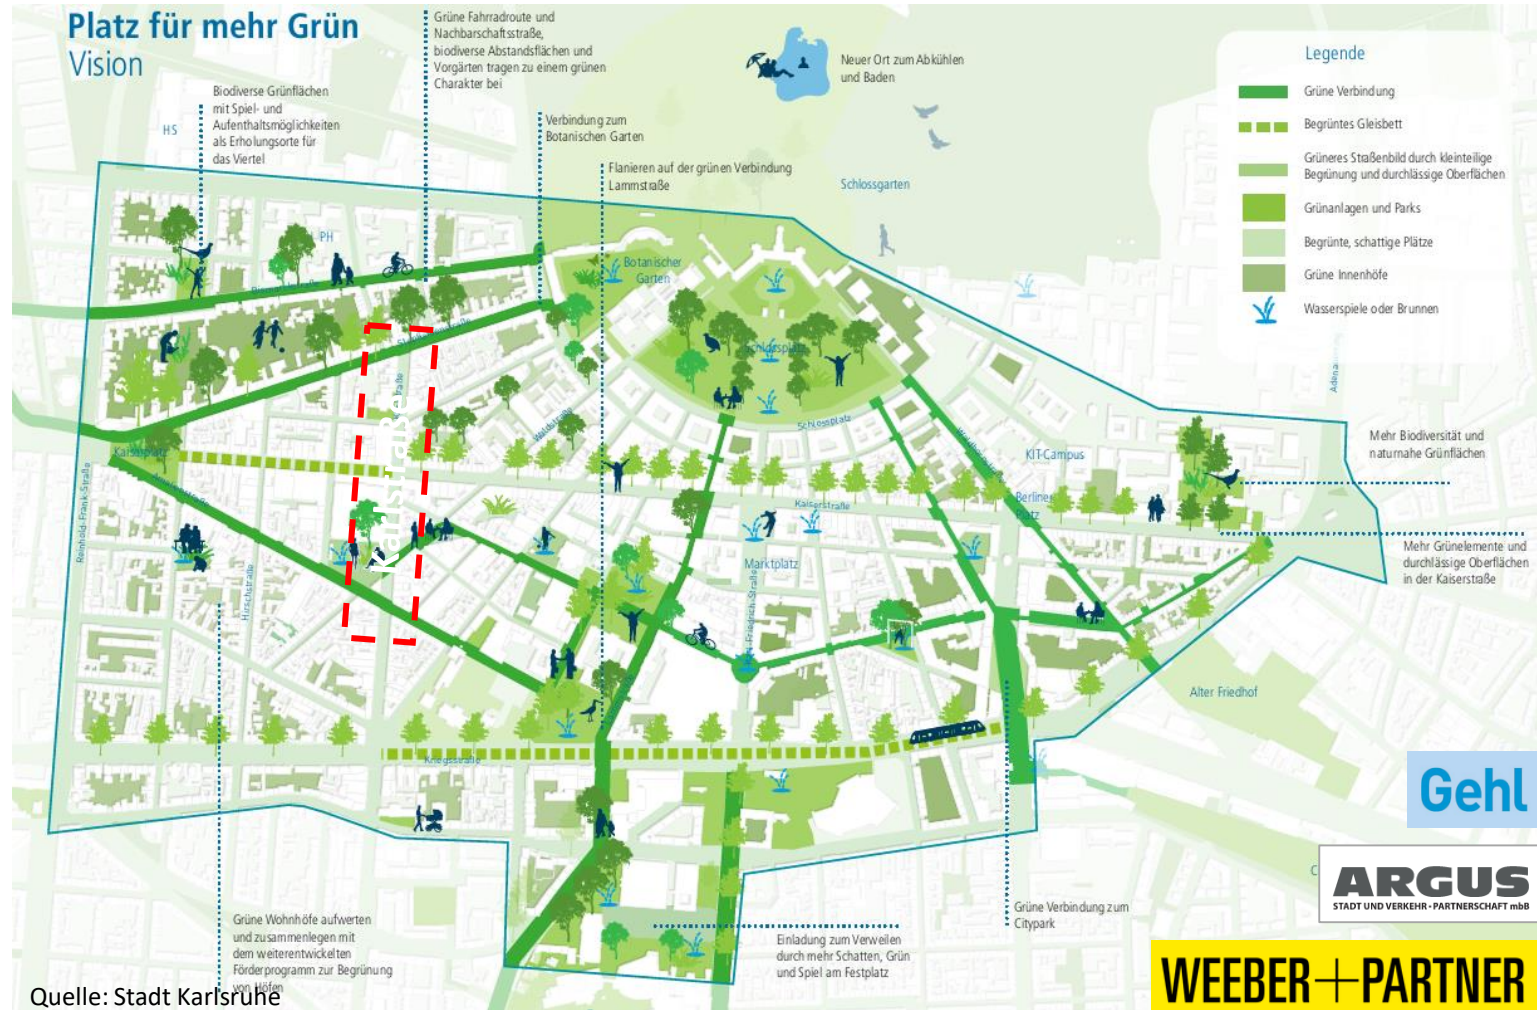 Platz für mehr Grün
Vision
Grüne Fahrradroute und
Nachbarschaftsstraße,
biodiverse Abstandsflächen und
Vorgärten tragen zu einem grünen
Charakter bei
Biodiverse Grünflächen
mit Spiel- und
Aufenthaltsmöglichkeiten
als Erholungsorte für
das Viertel
HS
Verbindung zum
Botanischen Garten
Flanieren auf der grünen Verbindung
Lammstraße
Neuer Ort zum Abkühlen
und Baden
Schlossgarten
Legende
Grüne Verbindung
Begrüntes Gleisbett
Grüneres Straßenbild durch kleinteilige
Begrünung und durchlässige Oberflächen
Grünanlagen und Parks
Begrünte, schattige Plätze
Grüne Innenhöfe
Wasserspiele oder Brunnen
PH
Botanischer
Garten
Schlossplatz
Schlossplatz
Waldstraße
Kaiserplatz
Reinhold-Frank-Straße
Hirschstraße
Karlstraße
Kaiserstraße
Marktplatz
KIT-Campus
Berliner
Platz
Mehr Biodiversität und
naturnahe Grünflächen
Mehr Grünelemente und
durchlässige Oberflächen
in der Kaiserstraße
Alter Friedhof
Kriegsstraße
Grüne Wohnhöfe aufwerten
und zusammenlegen mit
dem weiterentwickelten
Förderprogramm zur Begrünung
von Höfen
Einladung zum Verweilen
durch mehr Schatten, Grün
und Spiel am Festplatz
Grüne Verbindung zum
Citypark
Gehl
C
ARGUS
STADT UND VERKEHR • PARTNERSCHAFT mbB
WEEBER+PARTNER
Quelle: Stadt Karlsruhe